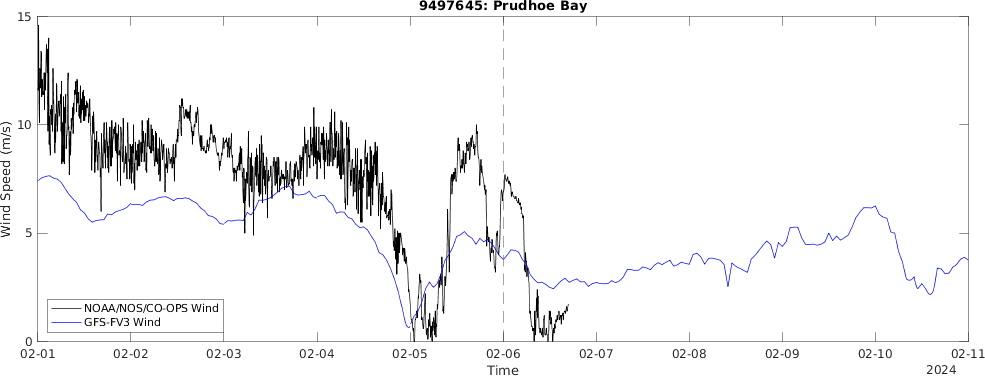 9497645: Prudhoe Bay
15
10
5
0
Wind Speed (m/s)
NOAA/NOS/CO-OPS Wind
GFS-FV3 Wind
02-01 02-02 02-03 02-04 02-05 02-06 02-07 02-08 02-09 02-10 02-11
Time
2024